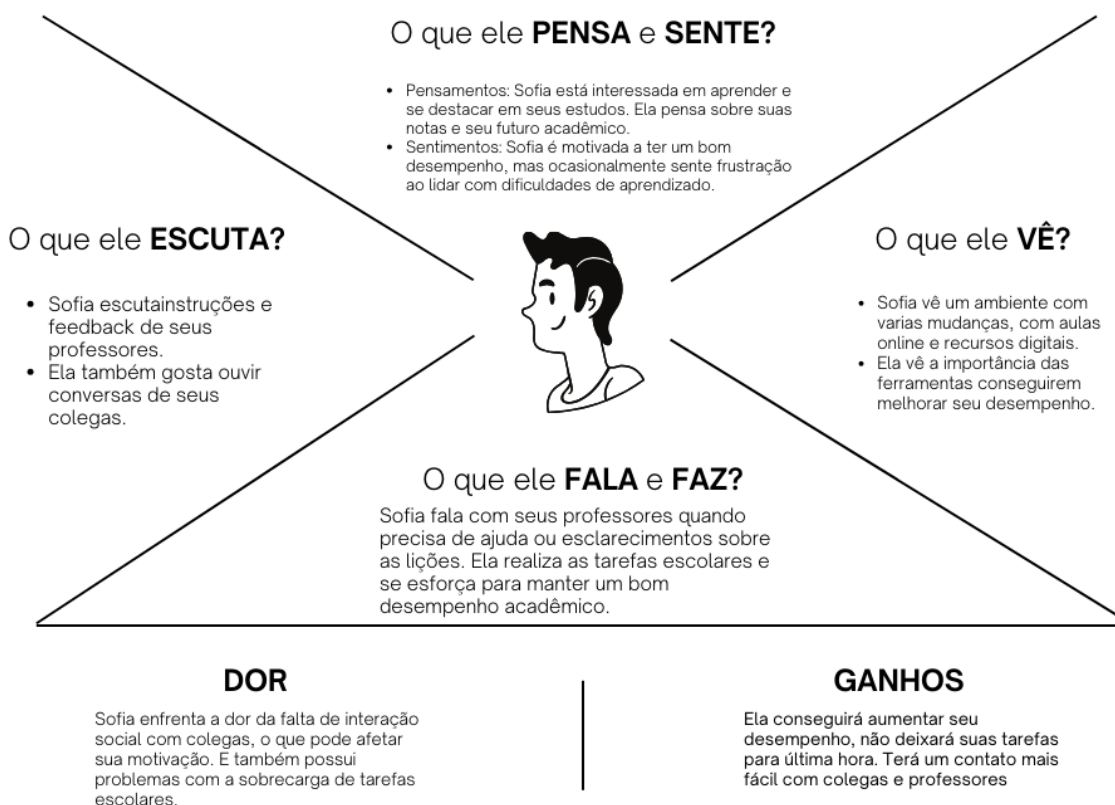 O que ele PENSA e SENTE?
• Pensamentos: Sofia está interessada em aprender e
se destacar em seus estudos. Ela pensa sobre suas
notas e seu futuro acadêmico.
• Sentimentos: Sofia é motivada a ter um bom
desempenho, mas ocasionalmente sente frustração
ao lidar com dificuldades de aprendizado.
O que ele ESCUTA?
• Sofia escutainstruções e
feedback de seus
professores.
• Ela também gosta ouvir
conversas de seus
colegas.
O que ele VÊ?
• Sofia vê um ambiente com
varias mudanças, com aulas
online e recursos digitais.
• Ela vê a importância das
ferramentas conseguirem
melhorar seu desempenho.
O que ele FALA e FAZ?
Sofia fala com seus professores quando
precisa de ajuda ou esclarecimentos sobre
as lições. Ela realiza as tarefas escolares e
se esforça para manter um bom
desempenho acadêmico.
DOR
Sofia enfrenta a dor da falta de interação
social com colegas, o que pode afetar
sua motivação. E também possui
problemas com a sobrecarga de tarefas
escolares.
GANHOS
Ela conseguirá aumentar seu
desempenho, não deixará suas tarefas
para última hora. Terá um contato mais
fácil com colegas e professores